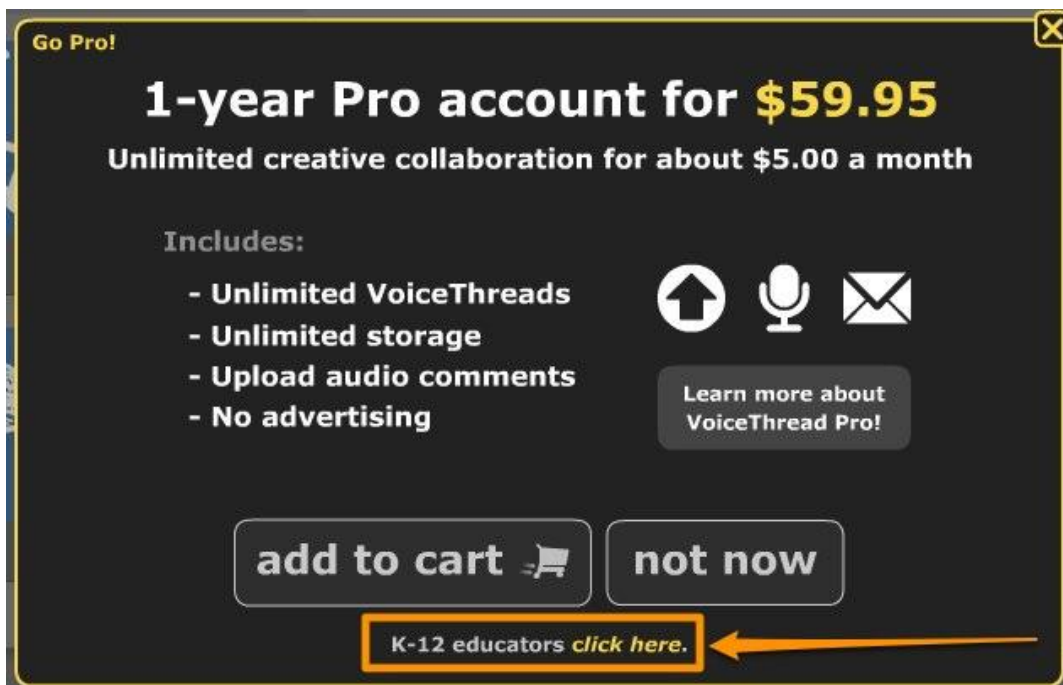 Go Pro!
1-year Pro account for $59.95
Unlimited creative collaboration for about $5.00 a month
Includes:
- Unlimited VoiceThreads
- Unlimited storage
- Upload audio comments
- No advertising
Learn more about
VoiceThread Pro!
add to cart
not now
K-12 educators click here.